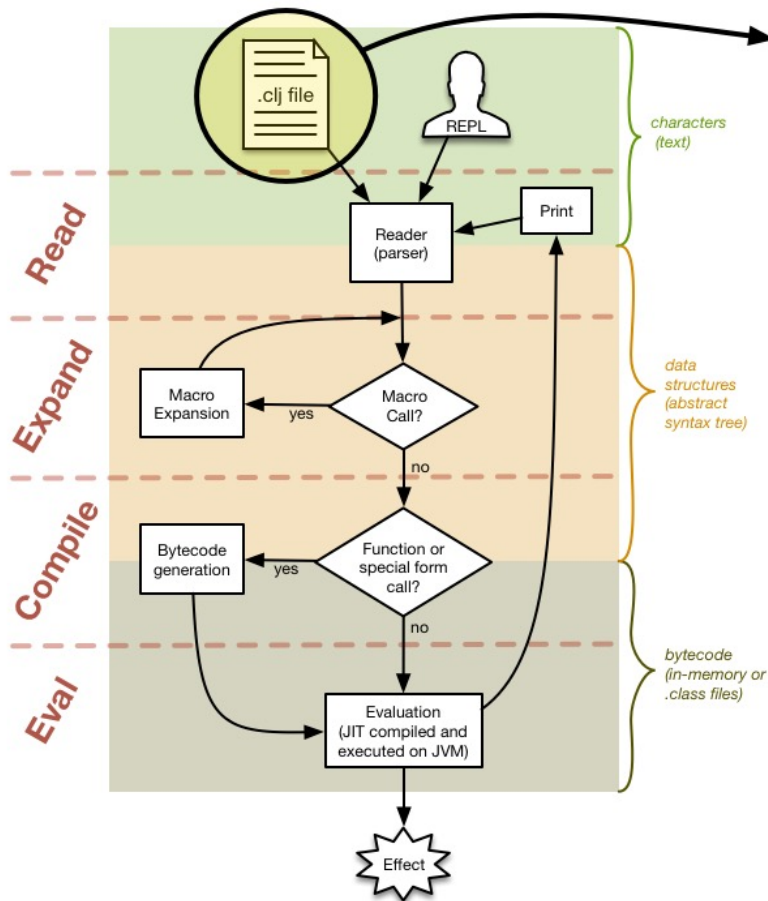 .clj file
REPL
characters
(text)
Read
Reader
(parser)
Print
Expand
Macro
Expansion
yes
Macro
Call?
data
structures
(abstract
syntax tree)
no
Compile
Bytecode
generation
yes
Function or
special form
call?
no
bytecode
(in-memory or
.class files)
Eval
Evaluation
(JIT compiled and
executed on JVM)
Effect